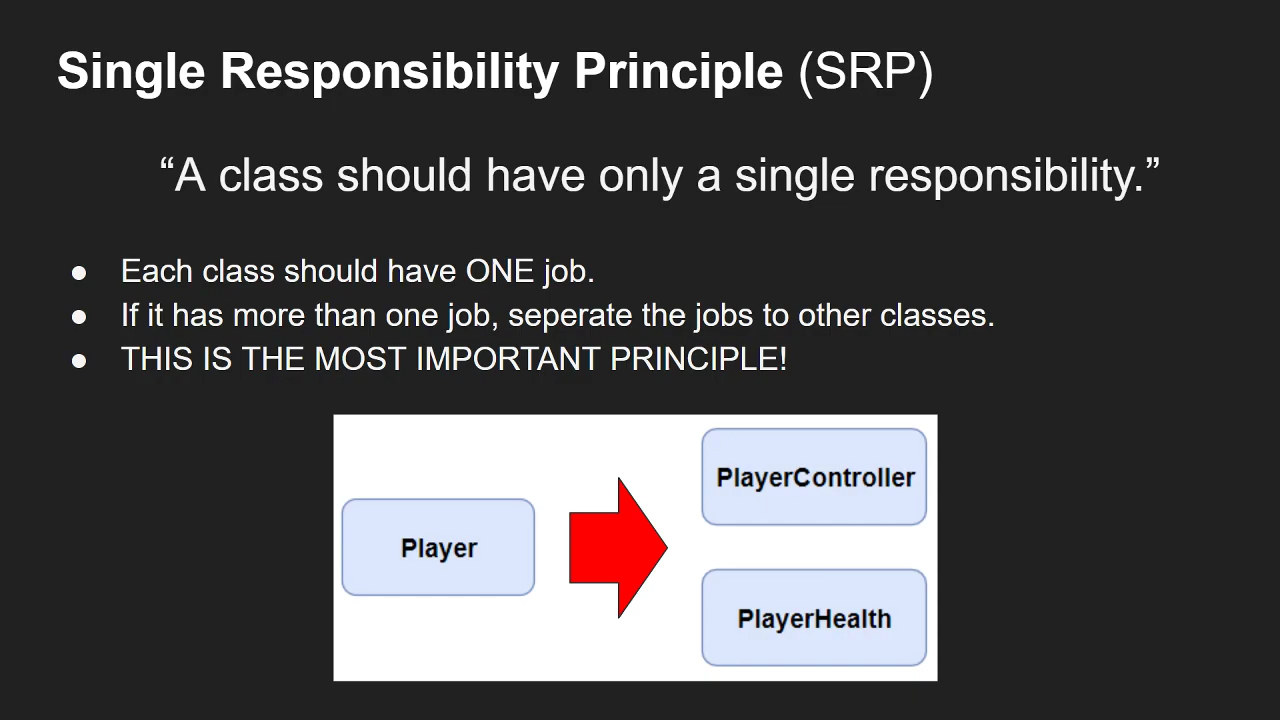 Single Responsibility Principle (SRP)
“A class should have only a single responsibility.”
● Each class should have ONE job.
● If it has more than one job, seperate the jobs to other classes.
● THIS IS THE MOST IMPORTANT PRINCIPLE!
Player
PlayerController
PlayerHealth